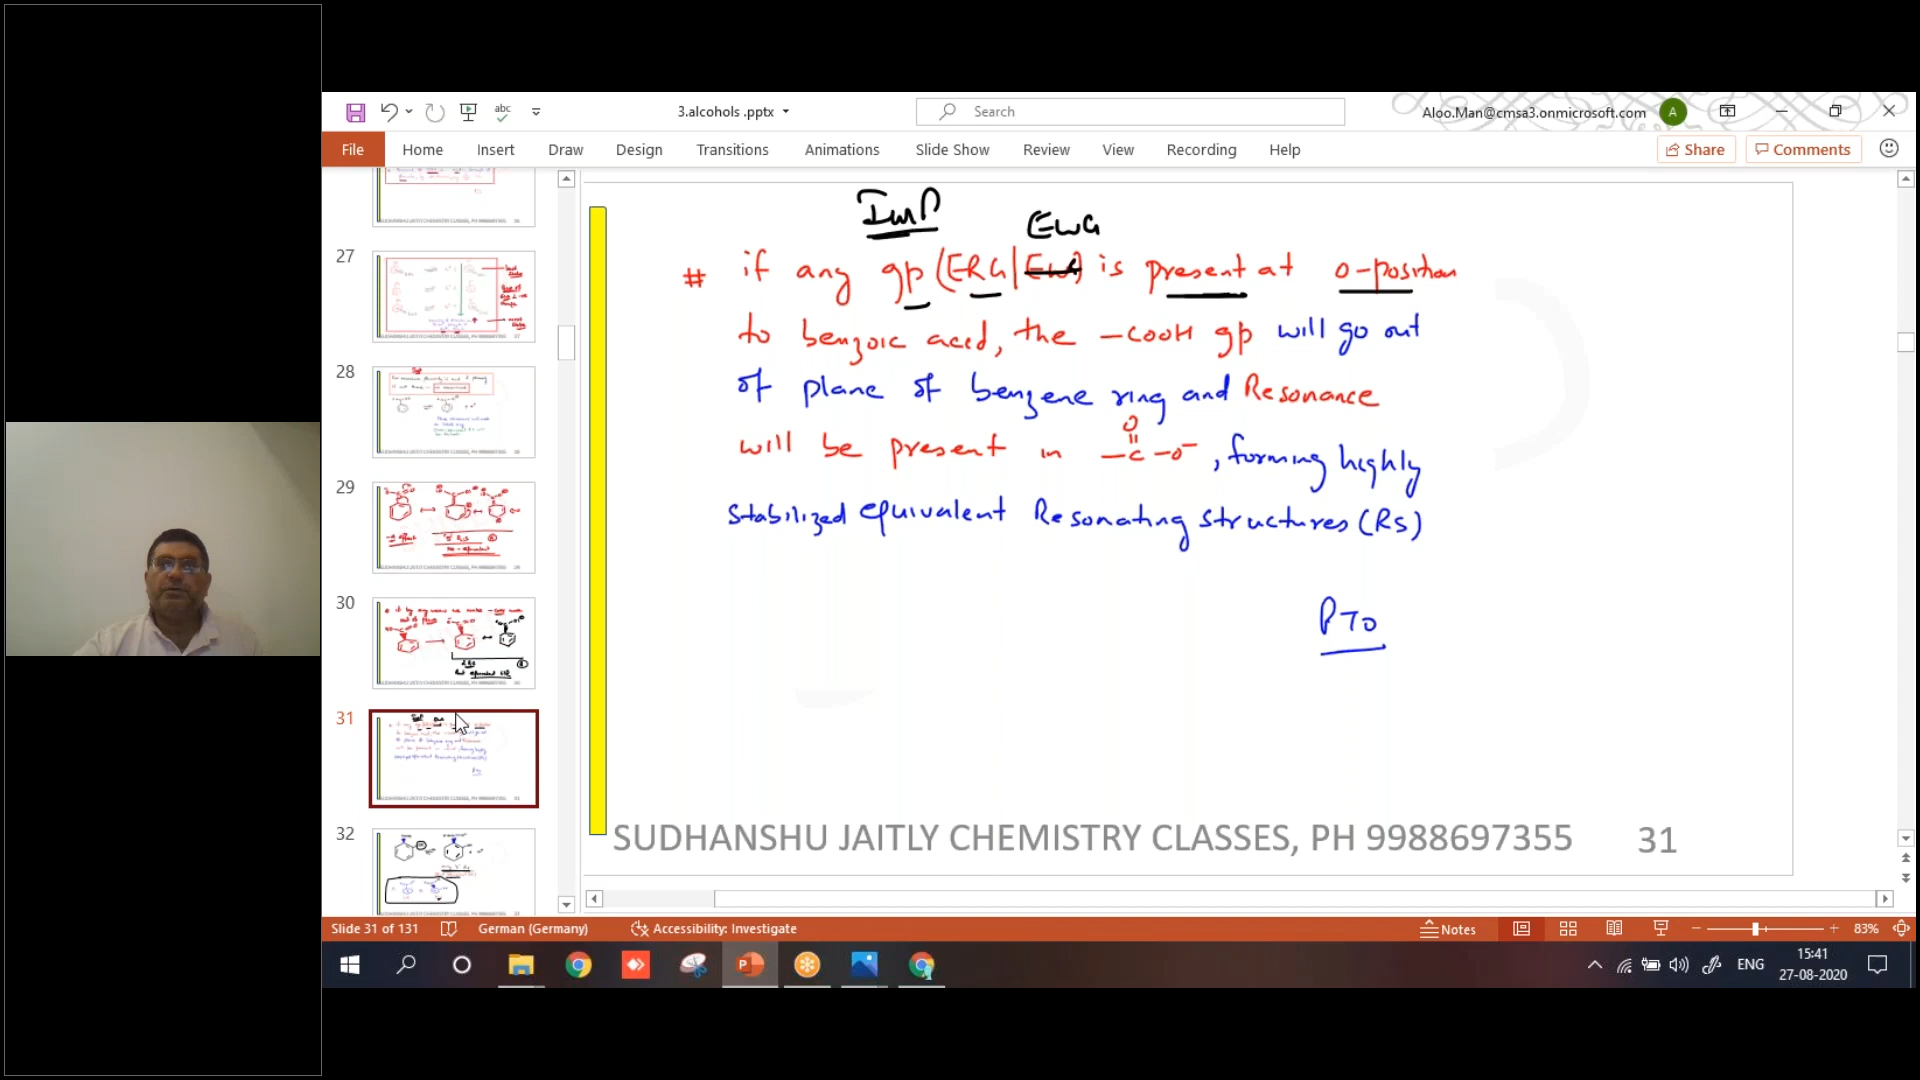 abc
3.alcohols .pptx
Search
Aloo.Man@cmsa3.onmicrosoft.com
A
File Home Insert Draw Design Transitions Animations Slide Show Review View Recording Help
Share
Comments
27
28
29
30
31
32
Imp
EWG
# if any gp (ERG| is present at o-position
to benzoic acid, the -COOH gp will go out
of plane of benzene ring and Resonance
O
will be present in -C-O⁻, forming highly
stabilized equivalent Resonating structures (RS)
PTO
SUDHANSHU JAITLY CHEMISTRY CLASSES, PH 9988697355 31
Slide 31 of 131 German (Germany) Accessibility: Investigate Notes 83%
ENG
15:41
27-08-2020